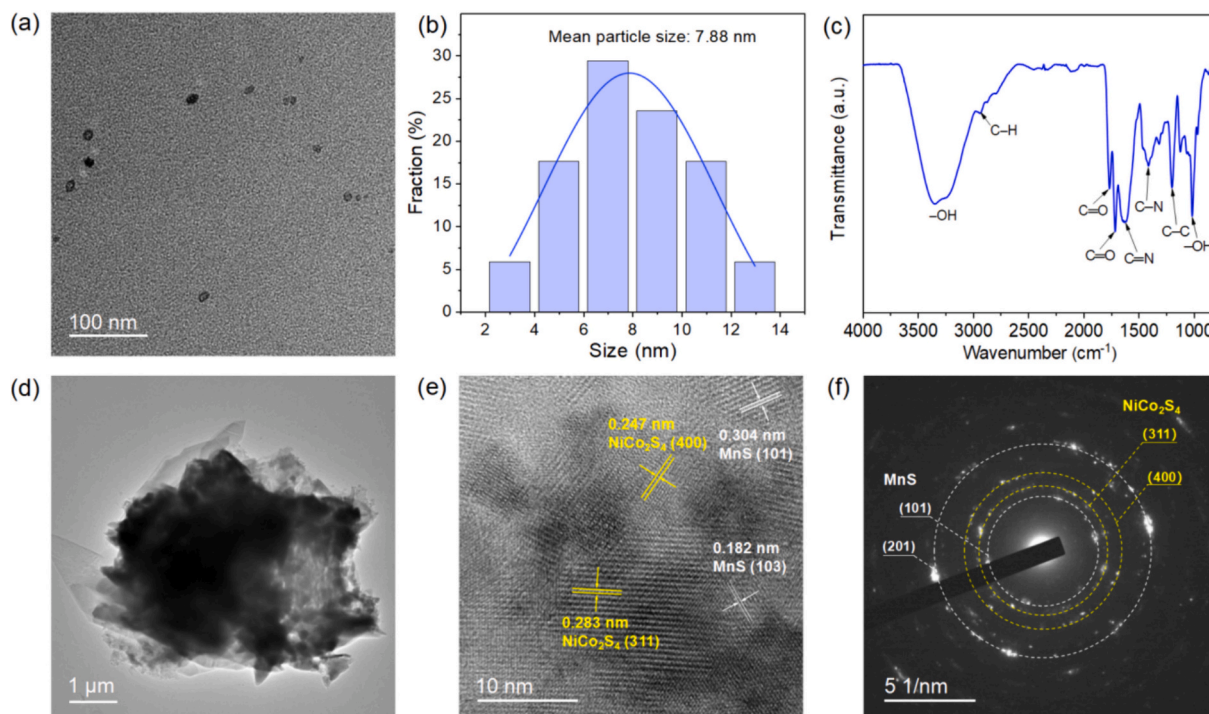 (a)
100 nm
(b)
Mean particle size: 7.88 nm
Fraction (%)
30
25
20
15
10
5
0
2 4 6 8 10 12 14
Size (nm)
(c)
Transmittance (a.u.)
–OH
C–H
C=O
C=O
C=N
C–N
C–C
–OH
4000 3500 3000 2500 2000 1500 1000
Wavenumber (cm⁻¹)
(d)
1 μm
(e)
0.247 nm
NiCo₂S₄ (400)
0.304 nm
MnS (101)
0.182 nm
MnS (103)
0.283 nm
NiCo₂S₄ (311)
10 nm
(f)
NiCo₂S₄
(311)
(400)
MnS
(101)
(201)
5 1/nm